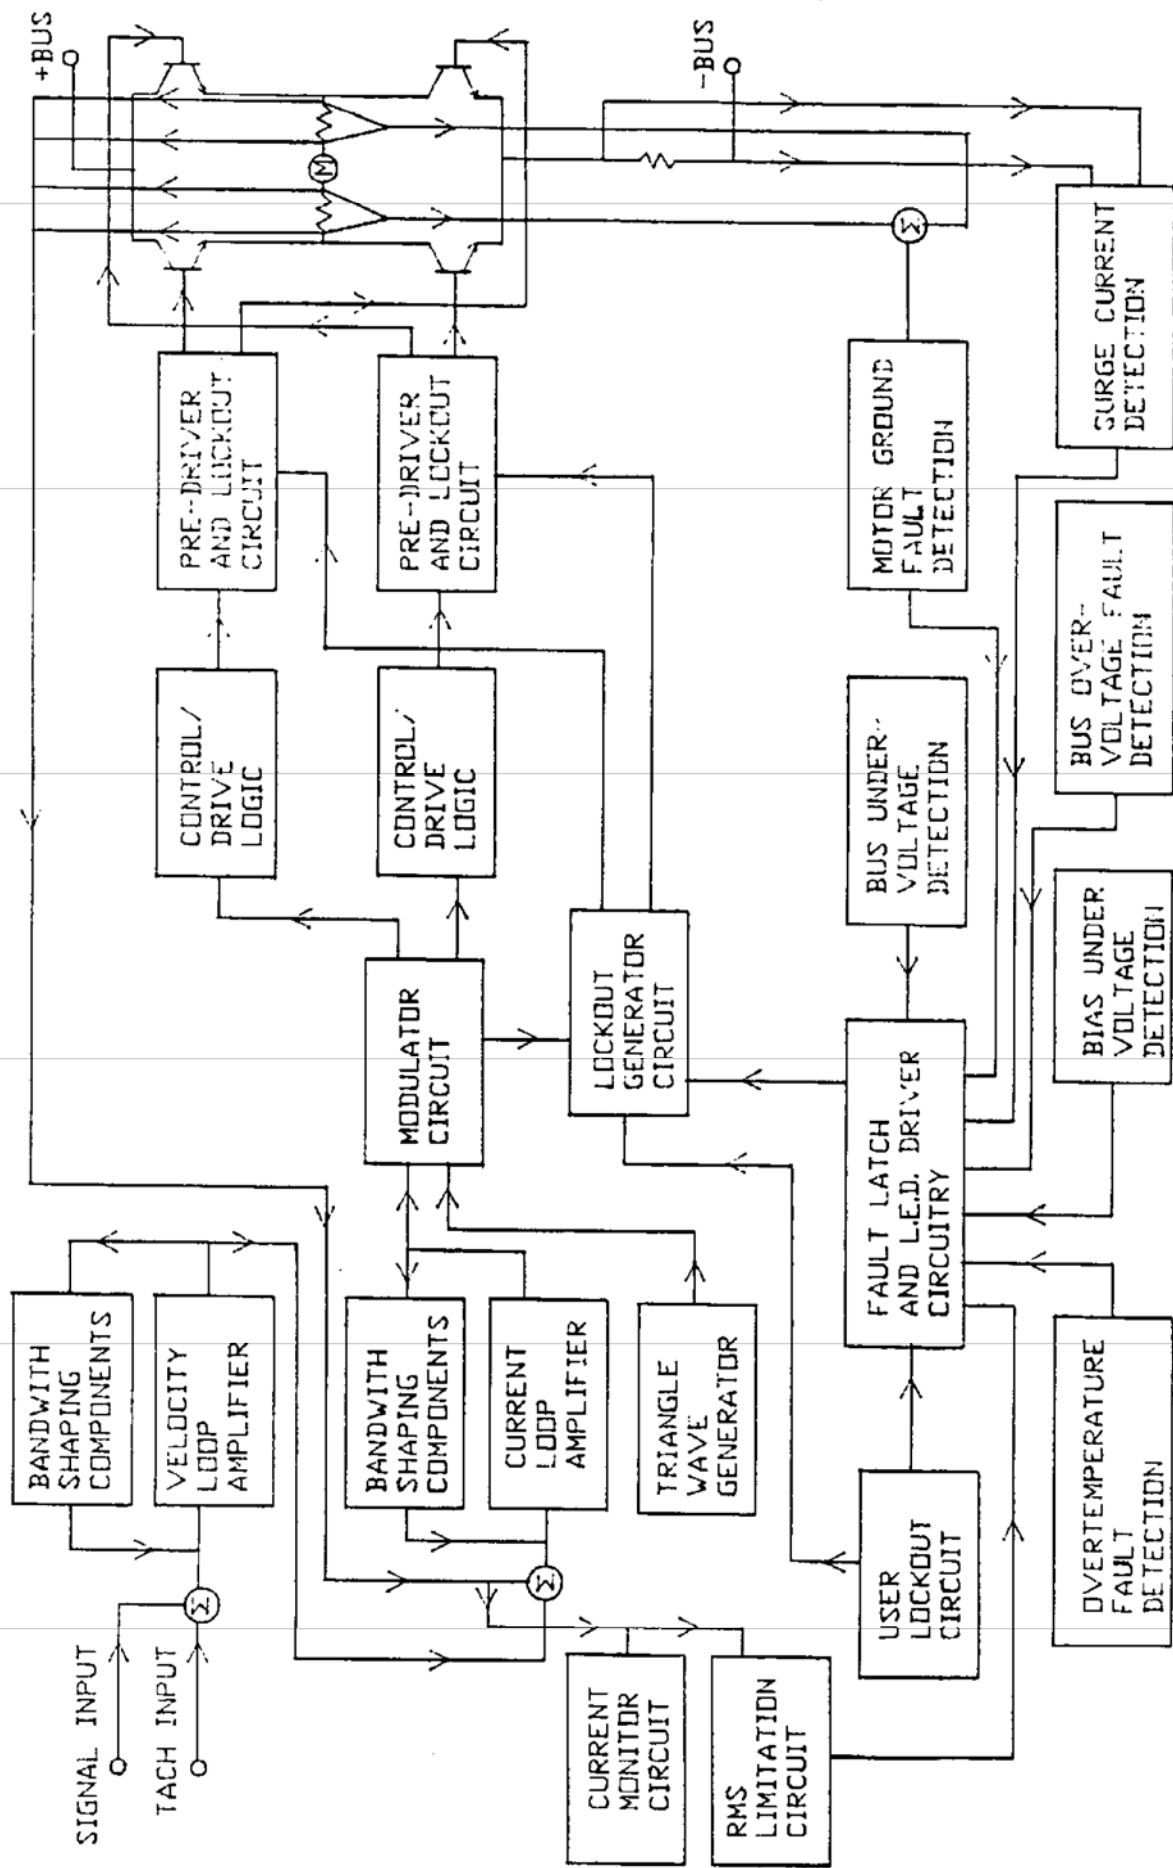 SIGNAL INPUT
TACH INPUT
BANDWITH
SHAPING
COMPONENTS
VELOCITY
LOOP
AMPLIFIER
Σ
BANDWITH
SHAPING
COMPONENTS
CURRENT
LOOP
AMPLIFIER
Σ
TRIANGLE
WAVE
GENERATOR
CURRENT
MONITOR
CIRCUIT
RMS
LIMITATION
CIRCUIT
USER
LOCKOUT
CIRCUIT
OVERTEMPERATURE
FAULT
DETECTION
MODULATOR
CIRCUIT
LOCKOUT
GENERATOR
CIRCUIT
FAULT LATCH
AND L.E.D. DRIVER
CIRCUITRY
BIAS UNDER
VOLTAGE
DETECTION
CONTROL/
DRIVE
LOGIC
CONTROL/
DRIVE
LOGIC
BUS UNDER-
VOLTAGE
DETECTION
BUS OVER-
VOLTAGE FAULT
DETECTION
PRE-DRIVER
AND LOCKOUT
CIRCUIT
PRE-DRIVER
AND LOCKOUT
CIRCUIT
MOTOR GROUND
FAULT
DETECTION
SURGE CURRENT
DETECTION
Σ
M
+BUS
-BUS